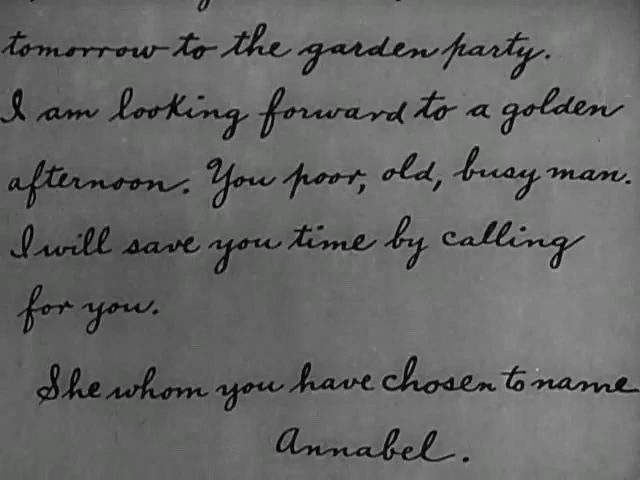 tomorrow to the garden party.
I am looking forward to a golden
afternoon. You poor, old, busy man.
I will save you time by calling
for you.
She whom you have chosen to name
Annabel.